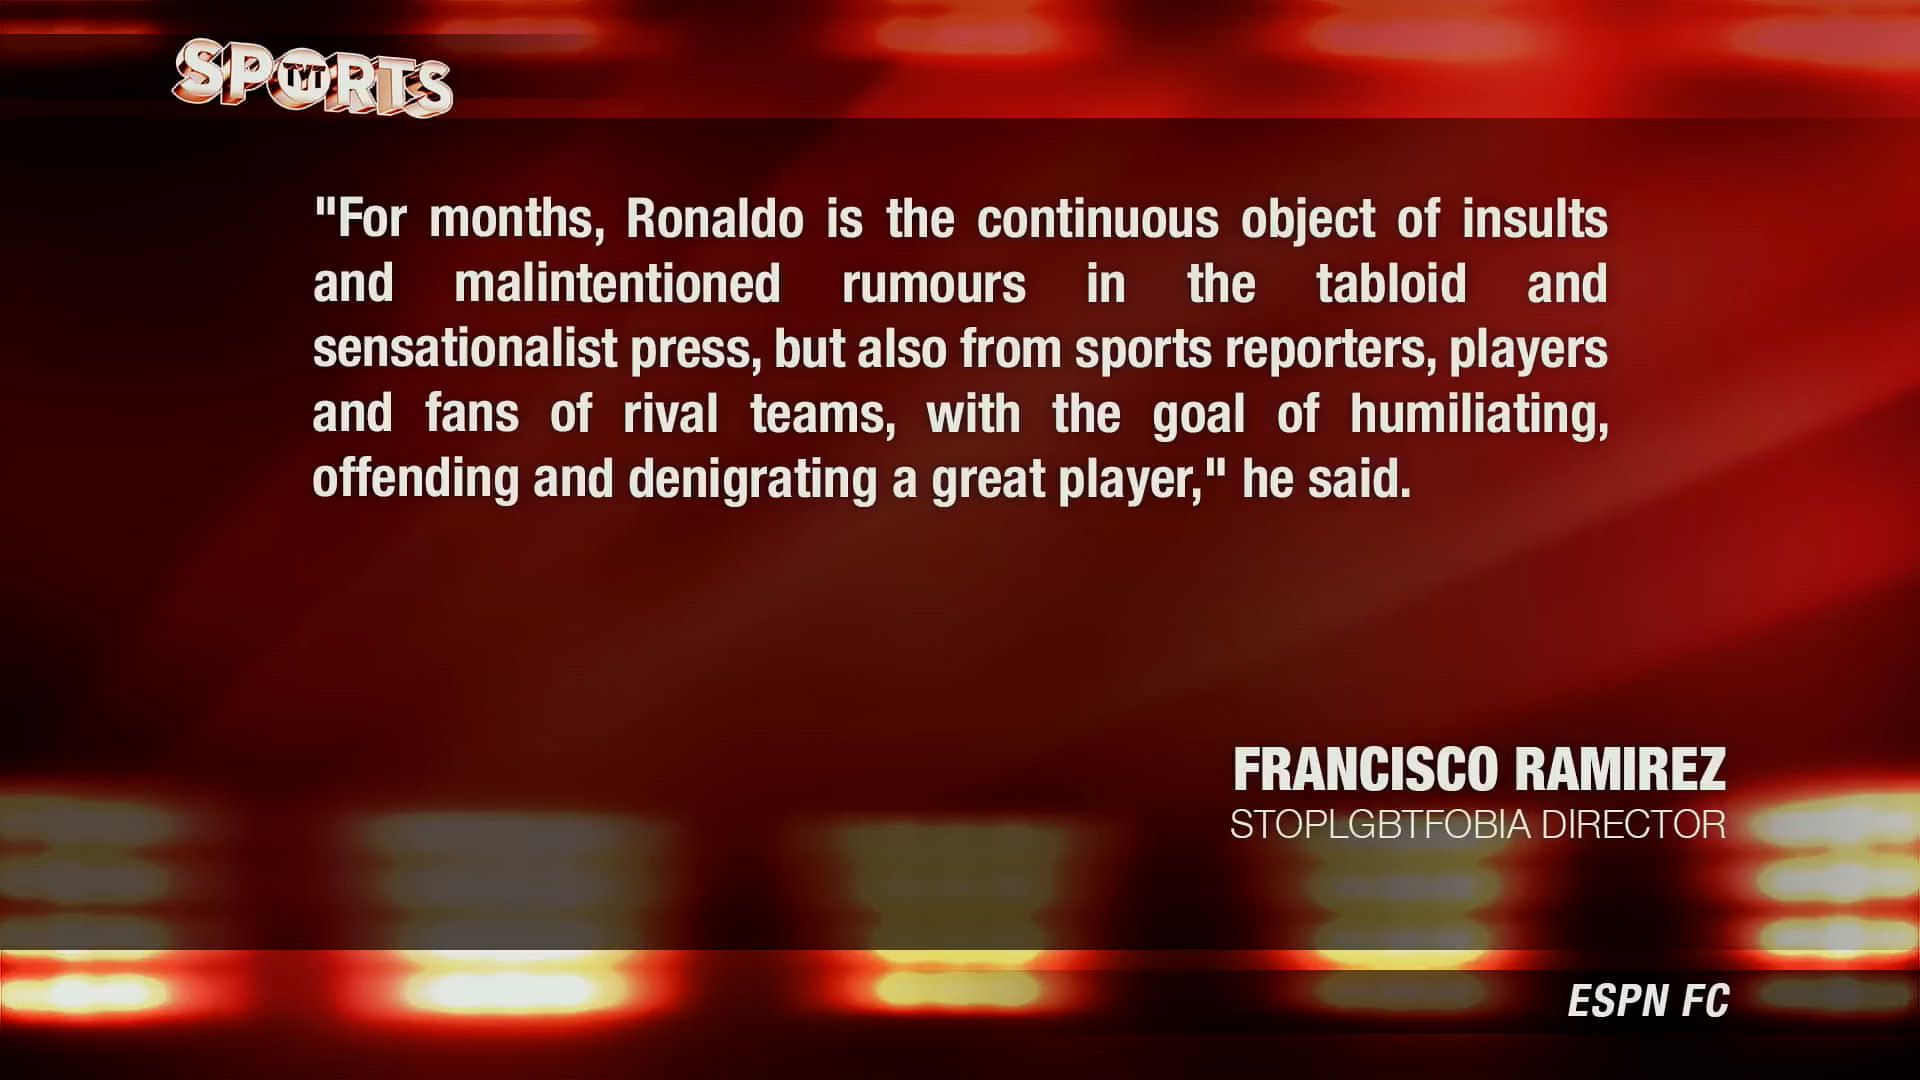 SPORTS
TYT
"For months, Ronaldo is the continuous object of insults
and malintentioned rumours in the tabloid and
sensationalist press, but also from sports reporters, players
and fans of rival teams, with the goal of humiliating,
offending and denigrating a great player," he said.
FRANCISCO RAMIREZ
STOPLGBTFOBIA DIRECTOR
ESPN FC